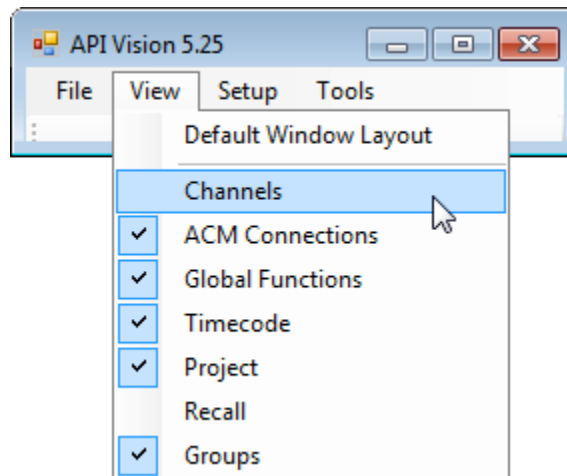 API Vision 5.25
File View Setup Tools
Default Window Layout
Channels
ACM Connections
Global Functions
Timecode
Project
Recall
Groups